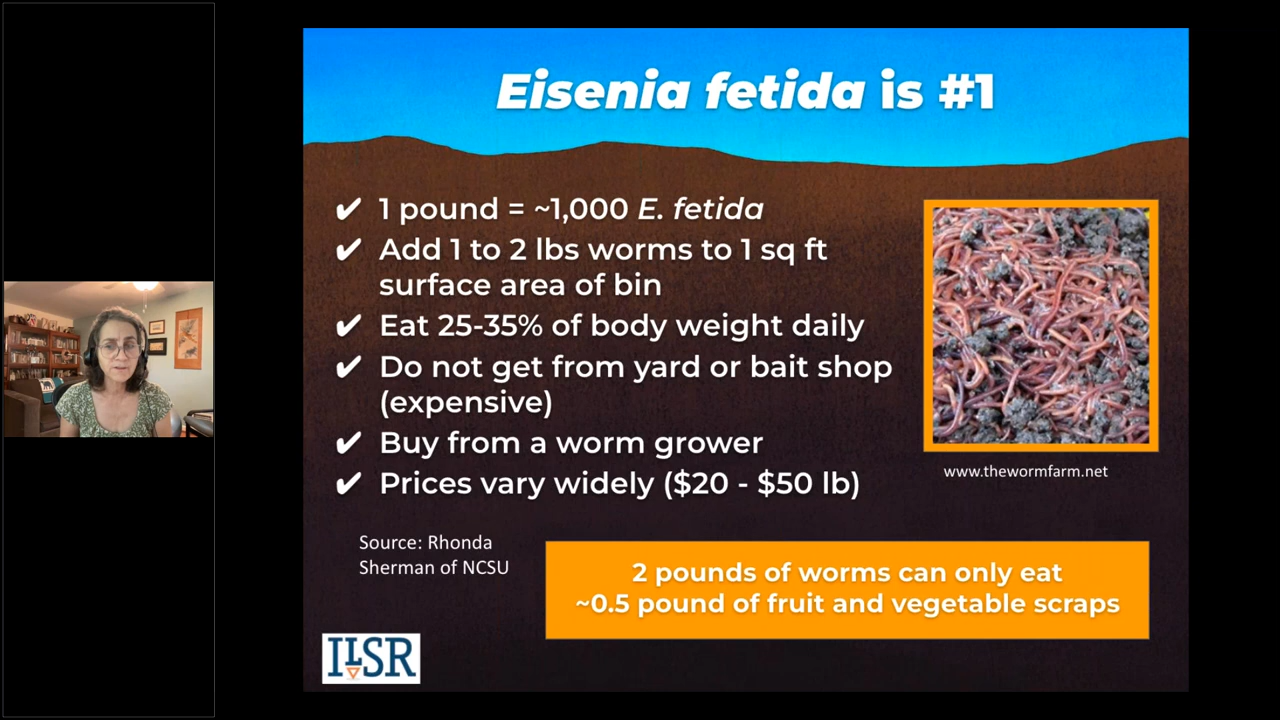 Eisenia fetida is #1
✔ 1 pound = ~1,000 E. fetida
✔ Add 1 to 2 lbs worms to 1 sq ft
surface area of bin
✔ Eat 25-35% of body weight daily
✔ Do not get from yard or bait shop
(expensive)
✔ Buy from a worm grower
✔ Prices vary widely ($20 - $50 lb)
www.thewormfarm.net
Source: Rhonda
Sherman of NCSU
2 pounds of worms can only eat
~0.5 pound of fruit and vegetable scraps
ILSR